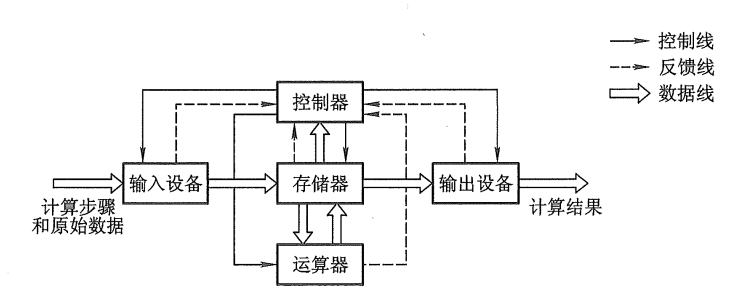 控制线
反馈线
数据线
控制器
输入设备
存储器
输出设备
计算步骤
和原始数据
计算结果
运算器